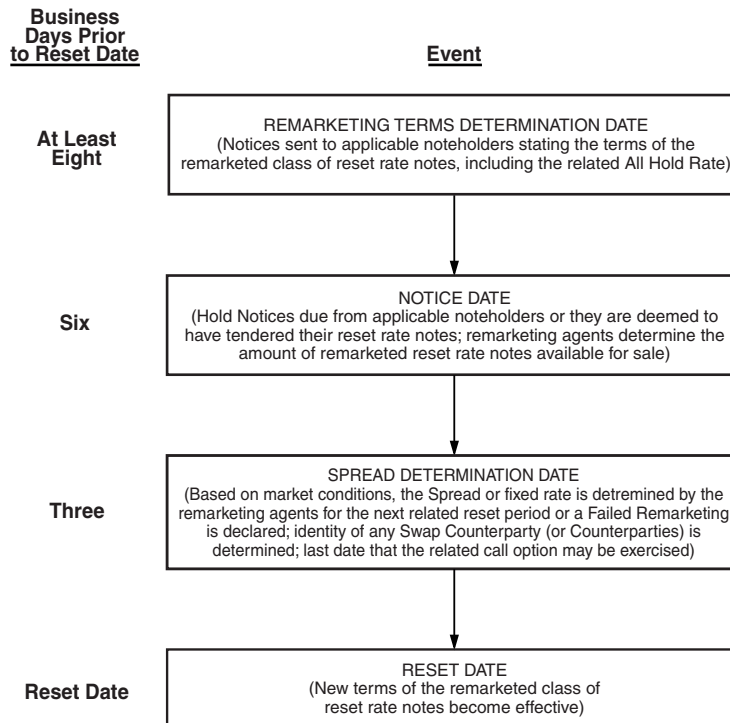 Business
Days Prior
to Reset Date
Event
At Least
Eight
REMARKETING TERMS DETERMINATION DATE
(Notices sent to applicable noteholders stating the terms of the
remarketed class of reset rate notes, including the related All Hold Rate)
Six
NOTICE DATE
(Hold Notices due from applicable noteholders or they are deemed to
have tendered their reset rate notes; remarketing agents determine the
amount of remarketed reset rate notes available for sale)
Three
SPREAD DETERMINATION DATE
(Based on market conditions, the Spread or fixed rate is detremined by the
remarketing agents for the next related reset period or a Failed Remarketing
is declared; identity of any Swap Counterparty (or Counterparties) is
determined; last date that the related call option may be exercised)
Reset Date
RESET DATE
(New terms of the remarketed class of
reset rate notes become effective)